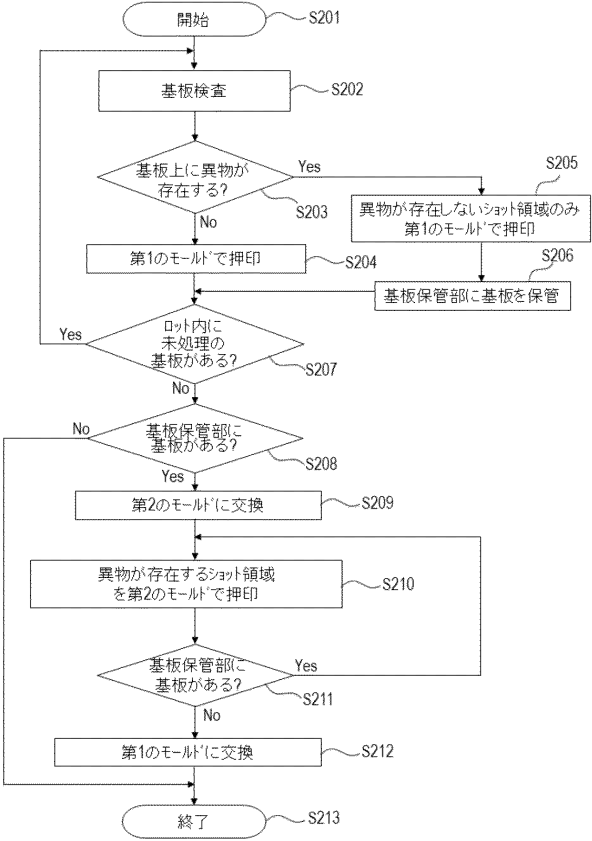 開始
S201
基板検査
S202
基板上に異物が
存在する?
S203
Yes
No
異物が存在しないショット領域のみ
第1のモールドで押印
S205
第1のモールドで押印
S204
基板保管部に基板を保管
S206
ロット内に
未処理の
基板がある?
S207
Yes
No
基板保管部に
基板がある?
S208
No
Yes
第2のモールドに交換
S209
異物が存在するショット領域
を第2のモールドで押印
S210
基板保管部に
基板がある?
S211
Yes
No
第1のモールドに交換
S212
終了
S213